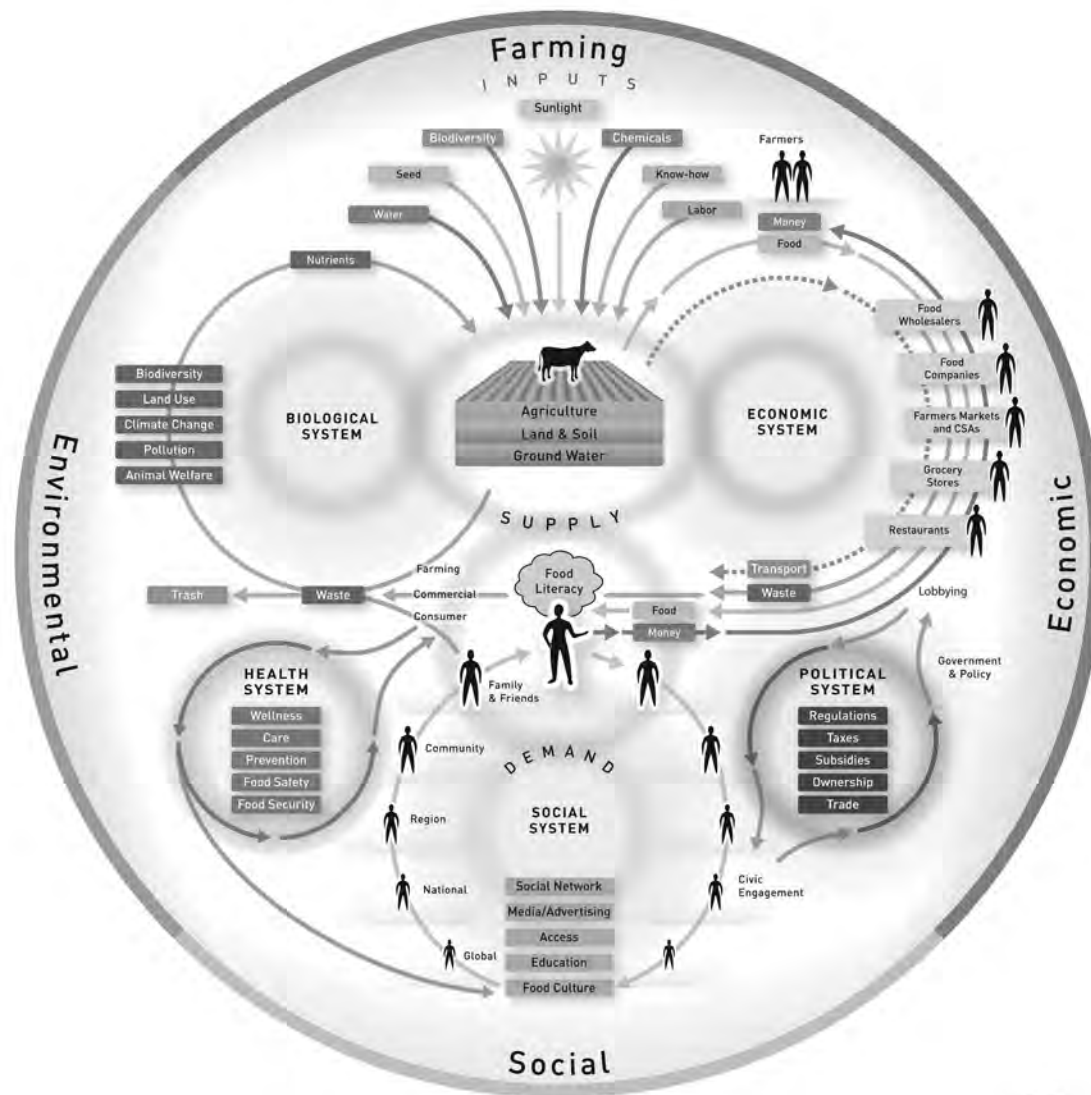 Farming
INPUTS
Sunlight
Biodiversity
Chemicals
Farmers
Seed
Know-how
Water
Labor
Money
Food
Nutrients
Food
Wholesalers
Biodiversity
Land Use
Climate Change
Pollution
Animal Welfare
BIOLOGICAL
SYSTEM
Agriculture
Land & Soil
Ground Water
ECONOMIC
SYSTEM
Food
Companies
Farmers Markets
and CSAs
Grocery
Stores
Restaurants
Environmental
Economic
SUPPLY
Farming
Commercial
Consumer
Trash
Waste
Food
Literacy
Transport
Waste
Food
Money
Lobbying
Government
& Policy
HEALTH
SYSTEM
Wellness
Care
Prevention
Food Safety
Food Security
Family
& Friends
Community
Region
National
Global
DEMAND
SOCIAL
SYSTEM
Social Network
Media/Advertising
Access
Education
Food Culture
POLITICAL
SYSTEM
Regulations
Taxes
Subsidies
Ownership
Trade
Civic
Engagement
Social